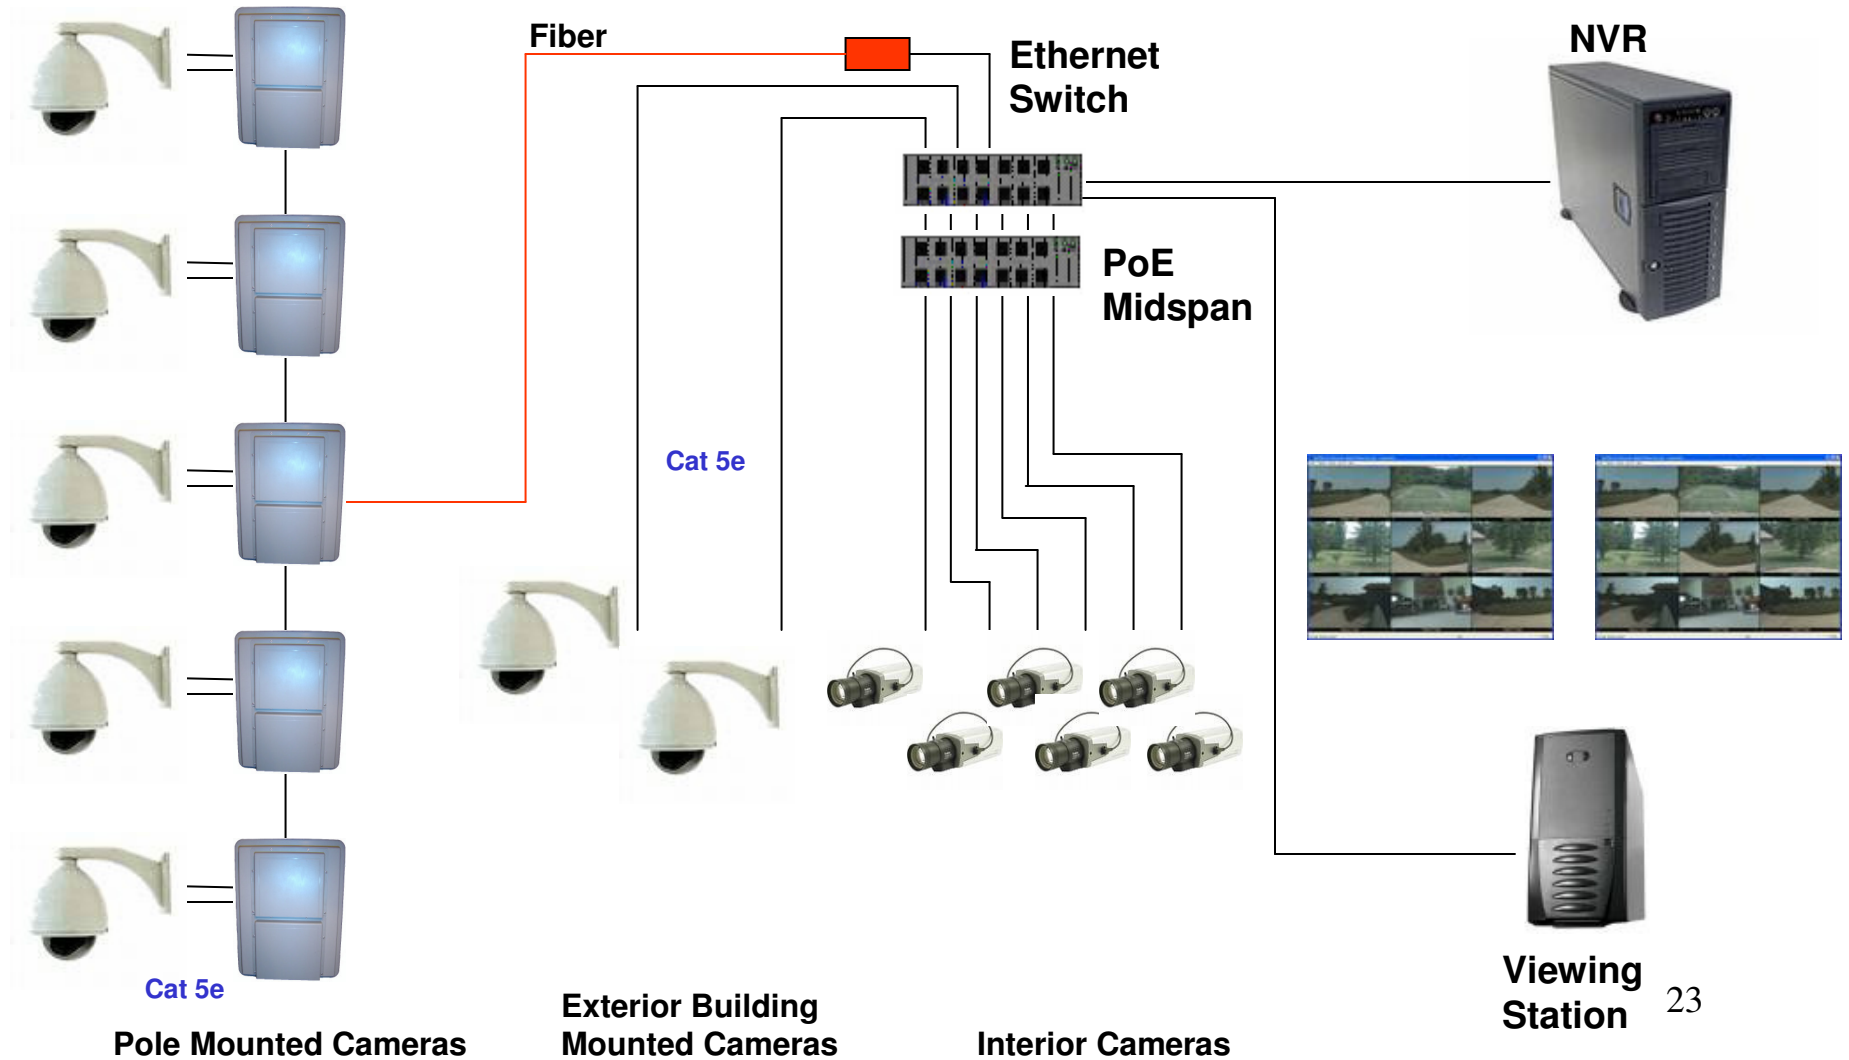 Fiber
Ethernet
Switch
NVR
PoE
Midspan
Cat 5e
Cat 5e
Viewing
Station
23
Exterior Building
Mounted Cameras
Pole Mounted Cameras
Interior Cameras